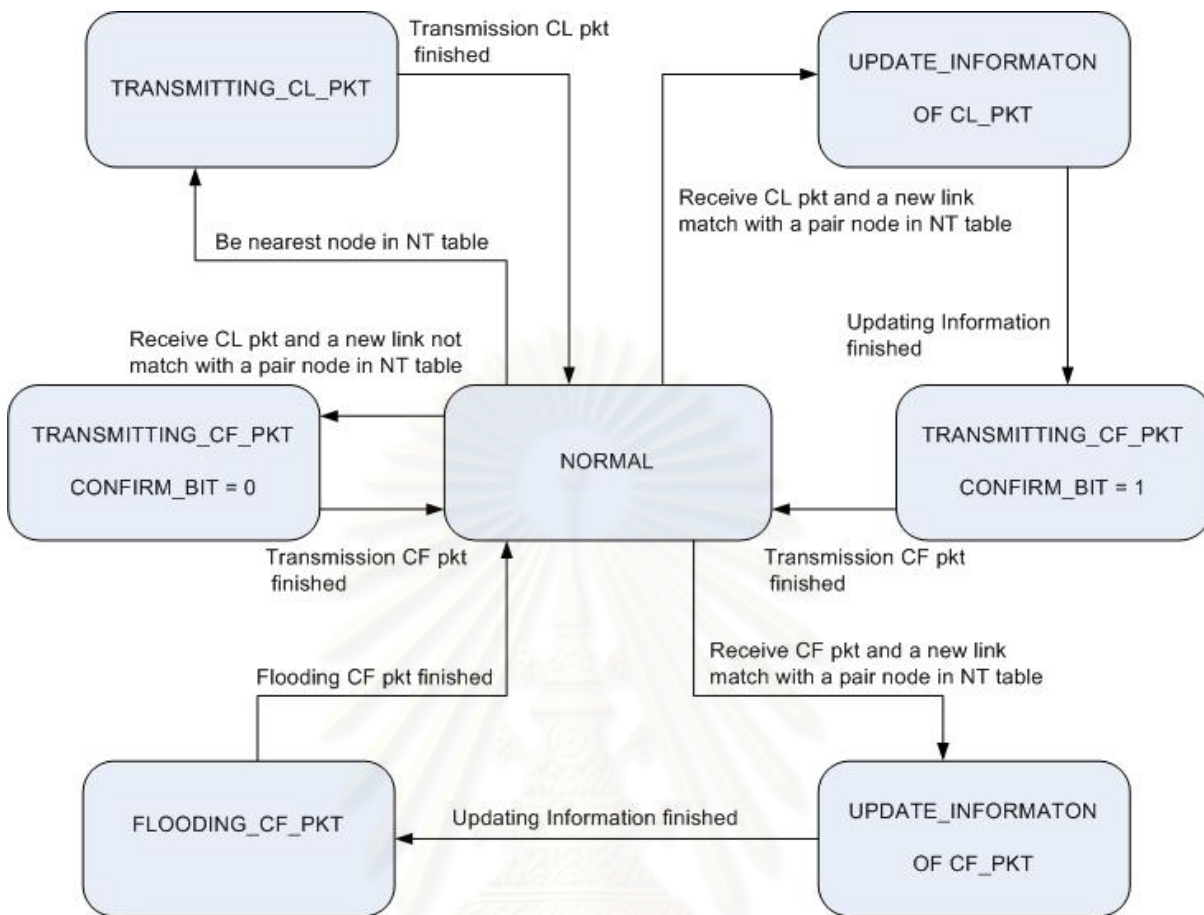 Transmission CL pkt
finished
TRANSMITTING_CL_PKT
UPDATE_INFORMATON
OF CL_PKT
Receive CL pkt and a new link
match with a pair node in NT table
Be nearest node in NT table
Receive CL pkt and a new link not
match with a pair node in NT table
Updating Information
finished
TRANSMITTING_CF_PKT
CONFIRM_BIT = 0
NORMAL
TRANSMITTING_CF_PKT
CONFIRM_BIT = 1
Transmission CF pkt
finished
Transmission CF pkt
finished
Receive CF pkt and a new link
match with a pair node in NT table
Flooding CF pkt finished
FLOODING_CF_PKT
Updating Information finished
UPDATE_INFORMATON
OF CF_PKT